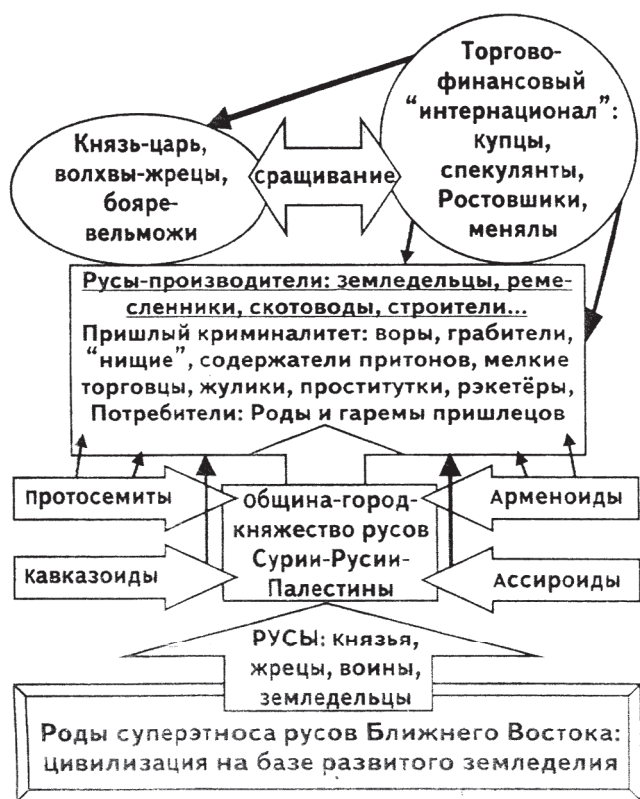 Торгово-
финансовый
“интернационал”:
купцы,
спекулянты,
Ростовшики,
менялы
Князь-царь,
волхвы-жрецы,
бояре-
вельможи
сращивание
Русы-производители: земледельцы, реме-
сленники, скотоводы, строители...
Пришлый криминалитет: воры, грабители,
“нищие”, содержатели притонов, мелкие
торговцы, жулики, проститутки, рэкетёры,
Потребители: Роды и гаремы пришлецов
Протосемиты
община-город-
княжество русов
Сурии-Русии-
Палестины
Арменоиды
Кавказоиды
Ассироиды
РУСЫ: князья,
жрецы, воины,
земледельцы
Роды суперэтноса русов Ближнего Востока:
цивилизация на базе развитого земледелия